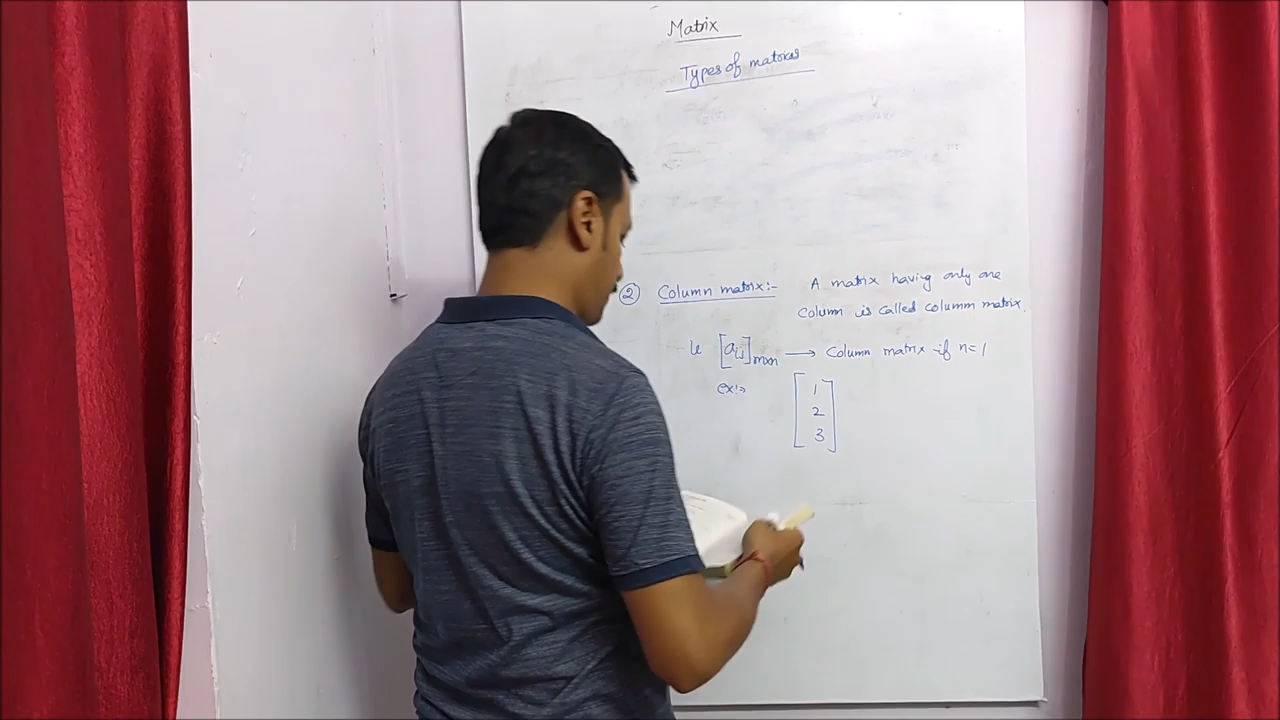 Matrix
Types of matrices
② Column matrix:- A matrix having only one
Column is called column matrix.
ie [aij]m×n → Column matrix if n=1
ex:→ [1
2
3]